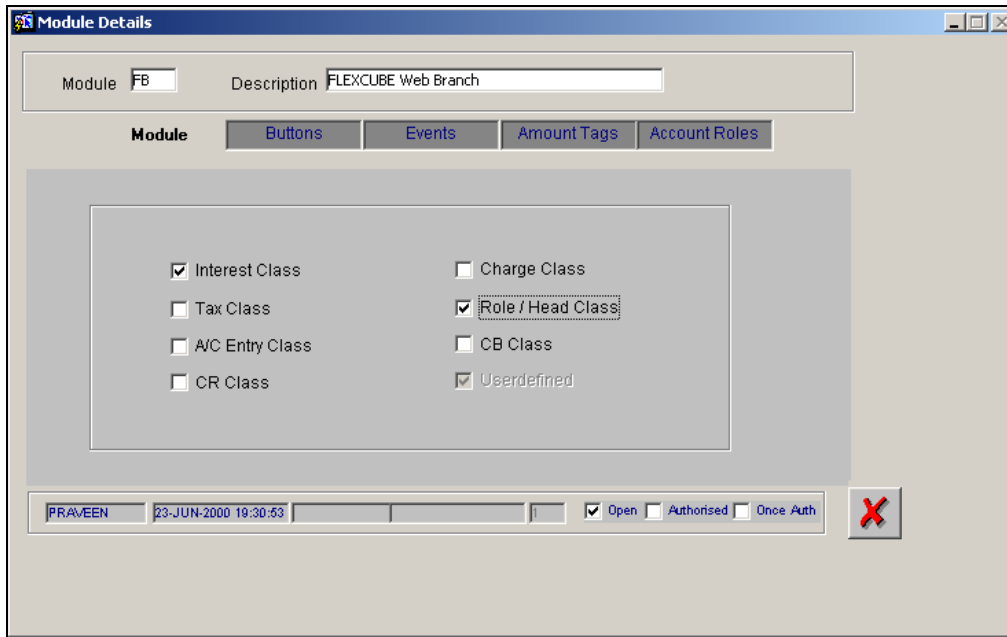 Module Details
Module FB Description FLEXCUBE Web Branch
Module Buttons Events Amount Tags Account Roles
Interest Class Charge Class
Tax Class Role / Head Class
A/C Entry Class CB Class
CR Class Userdefined
PRAVEEN 23-JUN-2000 19:30:53 1 Open Authorised Once Auth